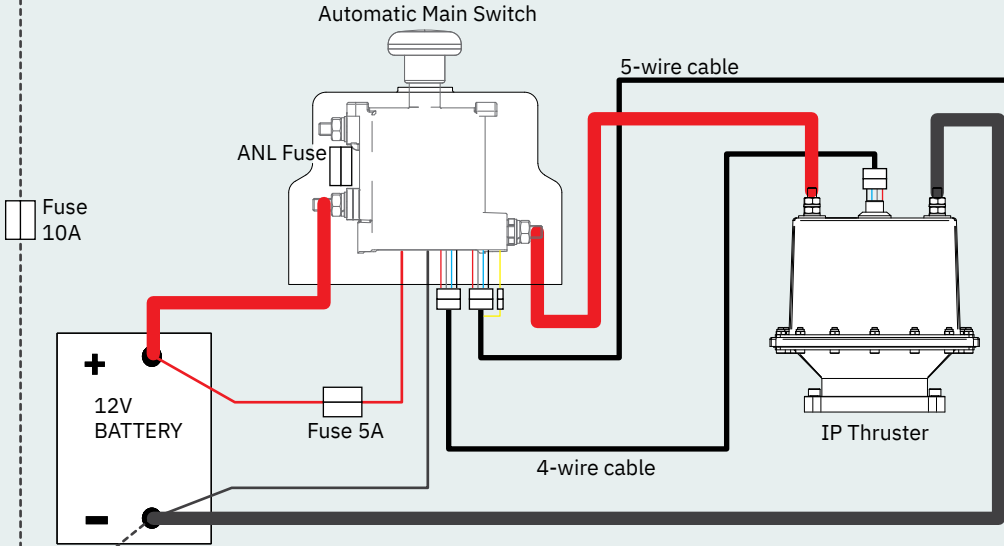 Automatic Main Switch
5-wire cable
ANL Fuse
Fuse
10A
+
12V
BATTERY
Fuse 5A
IP Thruster
4-wire cable
-